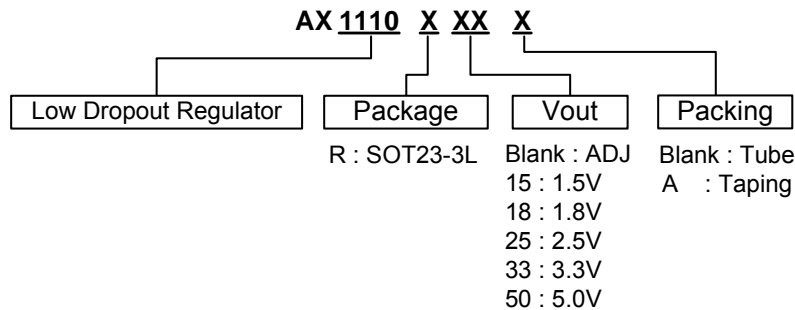 AX 1110 X XX X
Low Dropout Regulator Package Vout Packing
R : SOT23-3L Blank : ADJ Blank : Tube
15 : 1.5V A : Taping
18 : 1.8V
25 : 2.5V
33 : 3.3V
50 : 5.0V